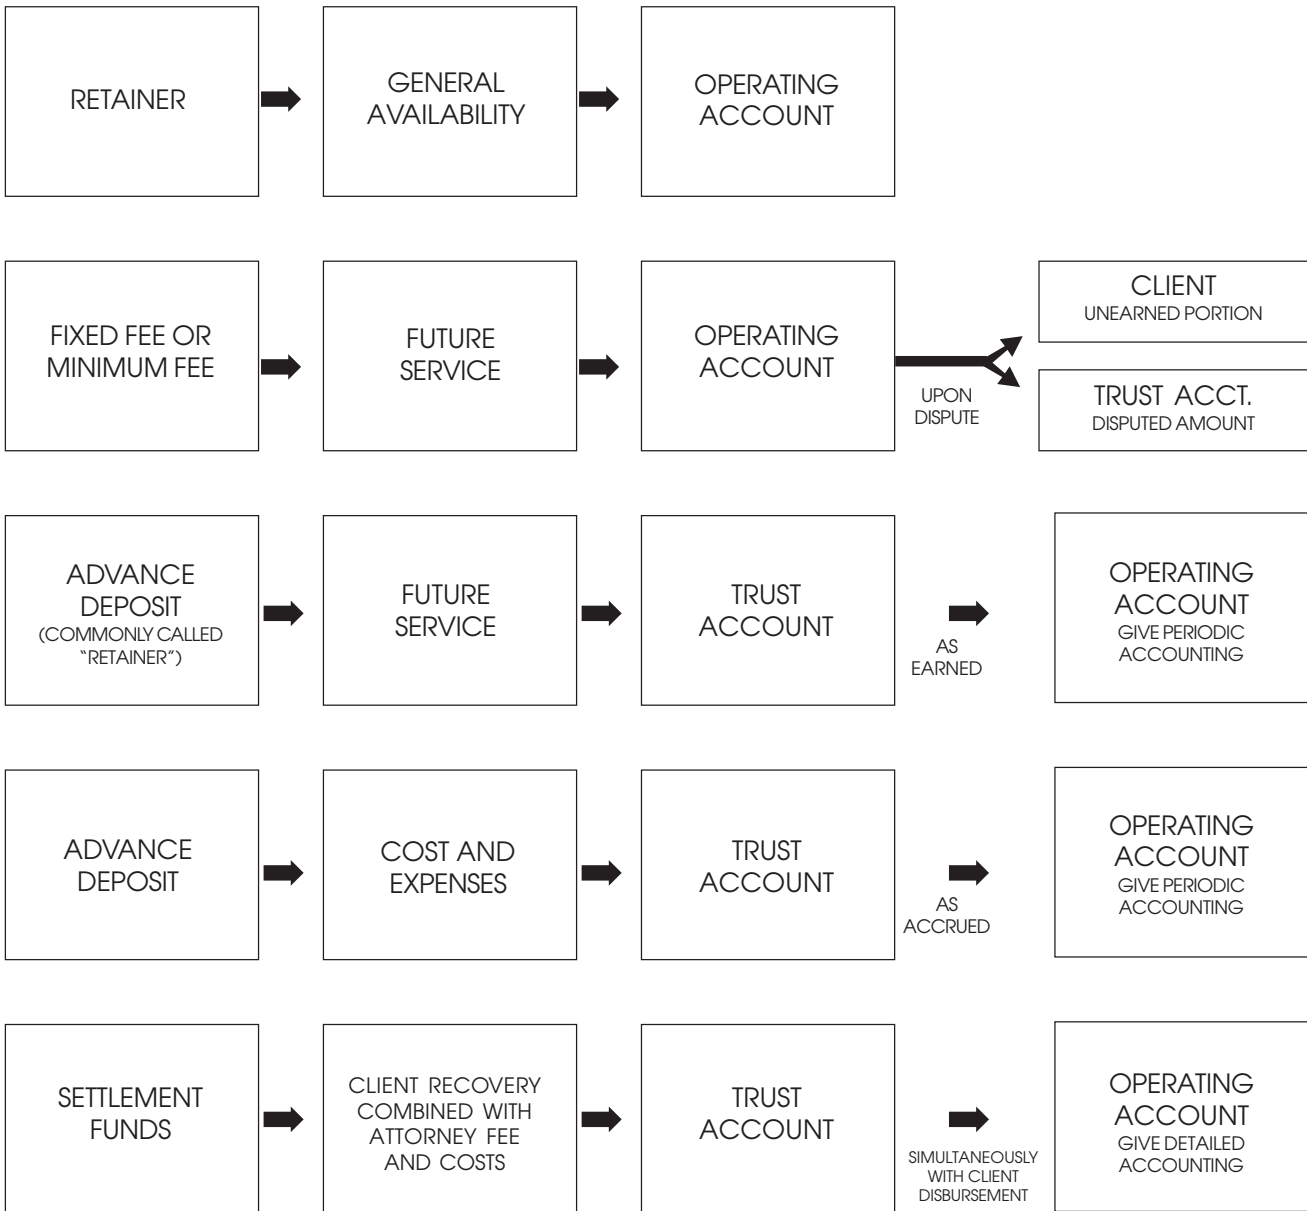 RETAINER
GENERAL
AVAILABILITY
OPERATING
ACCOUNT
FIXED FEE OR
MINIMUM FEE
FUTURE
SERVICE
OPERATING
ACCOUNT
UPON
DISPUTE
CLIENT
UNEARNED PORTION
TRUST ACCT.
DISPUTED AMOUNT
ADVANCE
DEPOSIT
(COMMONLY CALLED
“RETAINER”)
FUTURE
SERVICE
TRUST
ACCOUNT
AS
EARNED
OPERATING
ACCOUNT
GIVE PERIODIC
ACCOUNTING
ADVANCE
DEPOSIT
COST AND
EXPENSES
TRUST
ACCOUNT
AS
ACCRUED
OPERATING
ACCOUNT
GIVE PERIODIC
ACCOUNTING
SETTLEMENT
FUNDS
CLIENT RECOVERY
COMBINED WITH
ATTORNEY FEE
AND COSTS
TRUST
ACCOUNT
SIMULTANEOUSLY
WITH CLIENT
DISBURSEMENT
OPERATING
ACCOUNT
GIVE DETAILED
ACCOUNTING